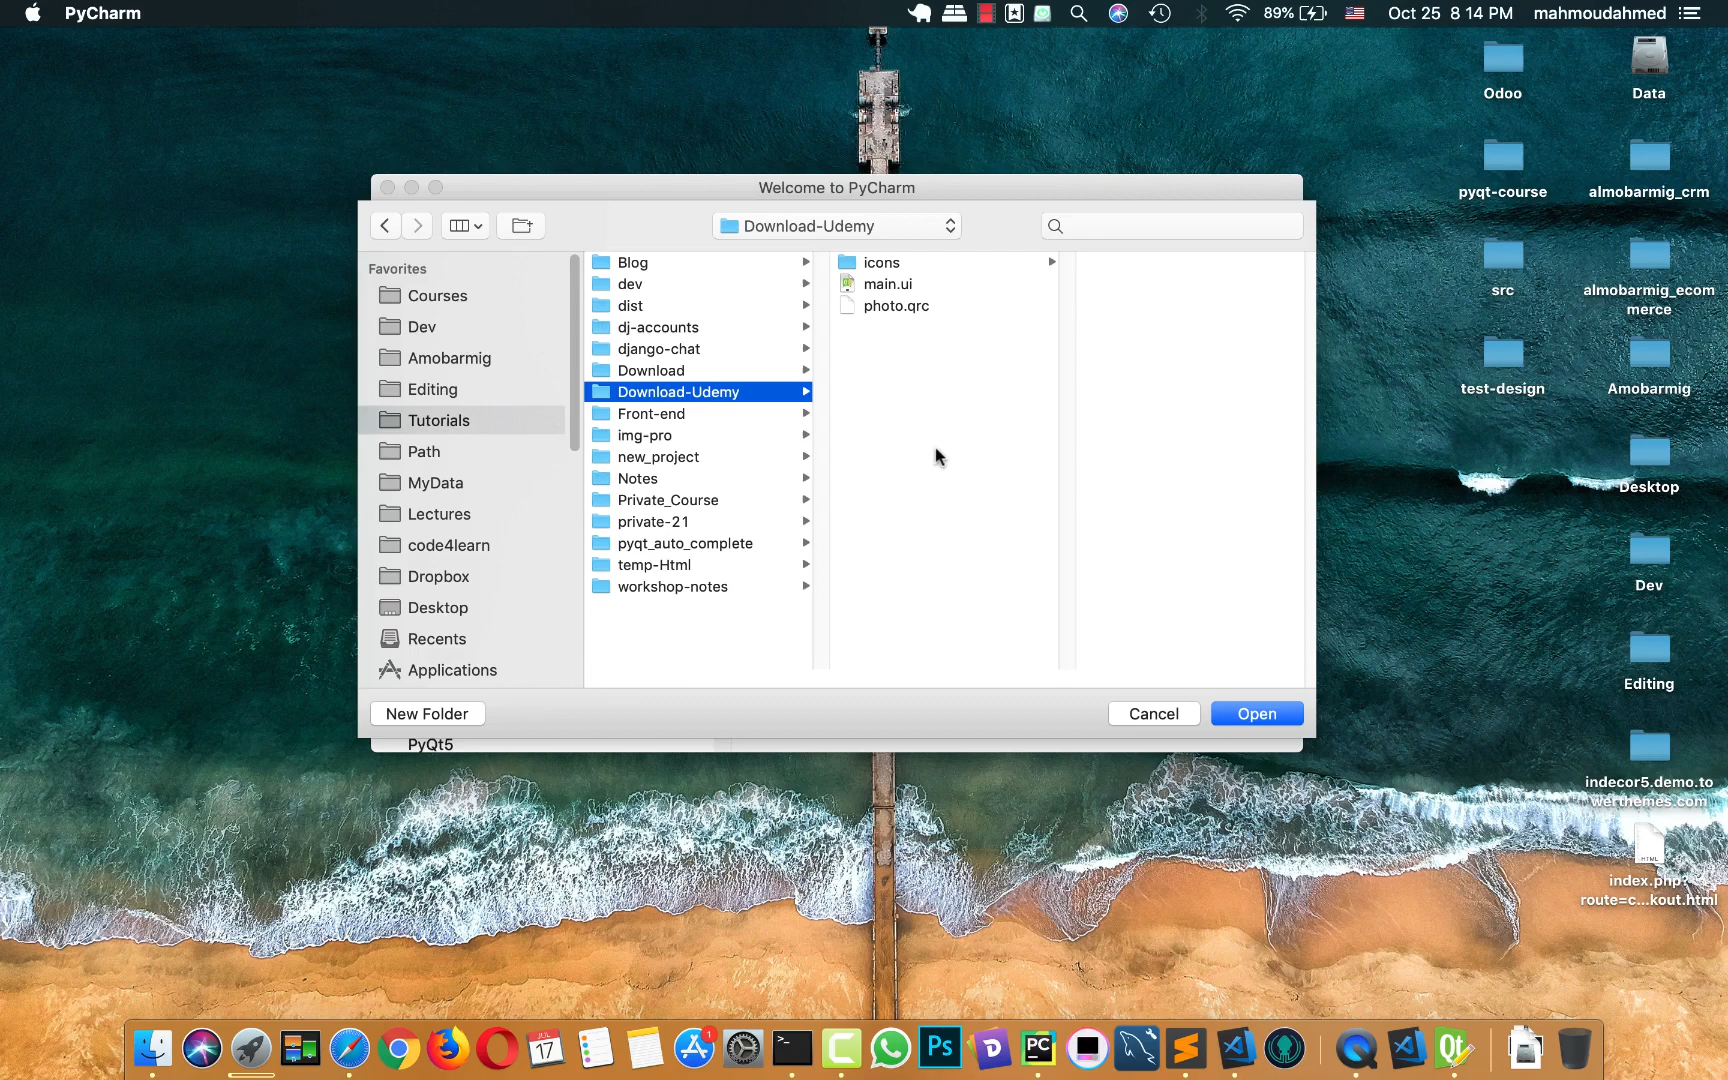 PyCharm
89%
Oct 25 8 14 PM
mahmoudahmed
Odoo
Data
pyqt-course
almobarmig_crm
src
almobarmig_ecom
merce
test-design
Amobarmig
Desktop
Dev
Editing
indecor5.demo.to
werthemes.com
HTML
index.php?
route=c...kout.html
Welcome to PyCharm
Download-Udemy
Favorites
Courses
Dev
Amobarmig
Editing
Tutorials
Path
MyData
Lectures
code4learn
Dropbox
Desktop
Recents
Applications
Blog
dev
dist
dj-accounts
django-chat
Download
Download-Udemy
Front-end
img-pro
new_project
Notes
Private_Course
private-21
pyqt_auto_complete
temp-Html
workshop-notes
icons
main.ui
photo.qrc
New Folder
Cancel
Open
PyQt5
JUL
17
1
Ps
PC
Qt